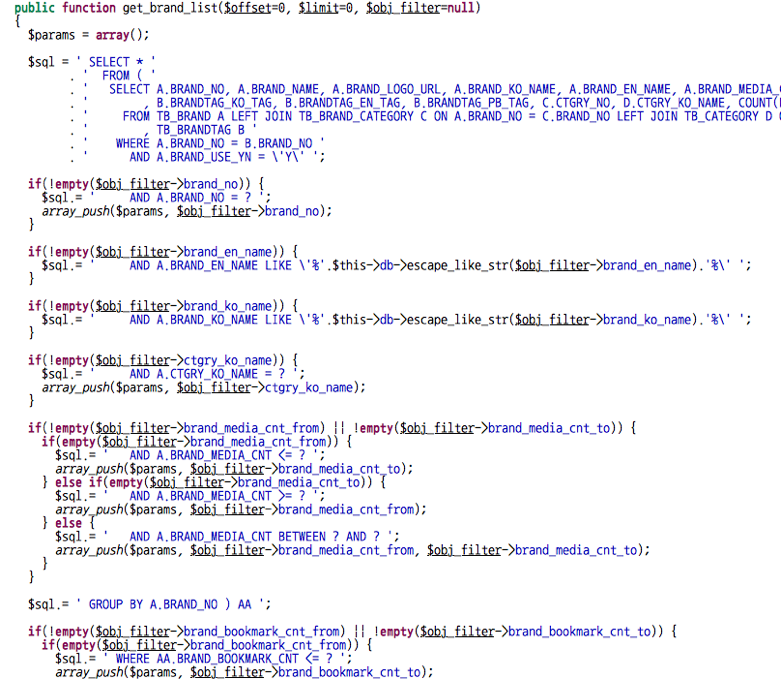 public function get_brand_list($offset=0, $limit=0, $obj_filter=null)
{
  $params = array();

  $sql = ' SELECT * '
       . '  FROM ( '
       . '   SELECT A.BRAND_NO, A.BRAND_NAME, A.BRAND_LOGO_URL, A.BRAND_KO_NAME, A.BRAND_EN_NAME, A.BRAND_MEDIA_
       . '        , B.BRANDTAG_KO_TAG, B.BRANDTAG_EN_TAG, B.BRANDTAG_PB_TAG, C.CTGRY_NO, D.CTGRY_KO_NAME, COUNT(
       . '     FROM TB_BRAND A LEFT JOIN TB_BRAND_CATEGORY C ON A.BRAND_NO = C.BRAND_NO LEFT JOIN TB_CATEGORY D
       . '        , TB_BRANDTAG B '
       . '    WHERE A.BRAND_NO = B.BRAND_NO '
       . '      AND A.BRAND_USE_YN = \'Y\' ';

  if(!empty($obj_filter->brand_no)) {
    $sql.= '     AND A.BRAND_NO = ? ';
    array_push($params, $obj_filter->brand_no);
  }

  if(!empty($obj_filter->brand_en_name)) {
    $sql.= '     AND A.BRAND_EN_NAME LIKE \'%'.$this->db->escape_like_str($obj_filter->brand_en_name).'%\' ';
  }

  if(!empty($obj_filter->brand_ko_name)) {
    $sql.= '     AND A.BRAND_KO_NAME LIKE \'%'.$this->db->escape_like_str($obj_filter->brand_ko_name).'%\' ';
  }

  if(!empty($obj_filter->ctgry_ko_name)) {
    $sql.= '     AND A.CTGRY_KO_NAME = ? ';
    array_push($params, $obj_filter->ctgry_ko_name);
  }

  if(!empty($obj_filter->brand_media_cnt_from) || !empty($obj_filter->brand_media_cnt_to)) {
    if(empty($obj_filter->brand_media_cnt_from)) {
      $sql.= '   AND A.BRAND_MEDIA_CNT <= ? ';
      array_push($params, $obj_filter->brand_media_cnt_to);
    } else if(empty($obj_filter->brand_media_cnt_to)) {
      $sql.= '   AND A.BRAND_MEDIA_CNT >= ? ';
      array_push($params, $obj_filter->brand_media_cnt_from);
    } else {
      $sql.= '   AND A.BRAND_MEDIA_CNT BETWEEN ? AND ? ';
      array_push($params, $obj_filter->brand_media_cnt_from, $obj_filter->brand_media_cnt_to);
    }
  }

  $sql.= ' GROUP BY A.BRAND_NO ) AA ';

  if(!empty($obj_filter->brand_bookmark_cnt_from) || !empty($obj_filter->brand_bookmark_cnt_to)) {
    if(empty($obj_filter->brand_bookmark_cnt_from)) {
      $sql.= ' WHERE AA.BRAND_BOOKMARK_CNT <= ? ';
      array_push($params, $obj_filter->brand_bookmark_cnt_to);